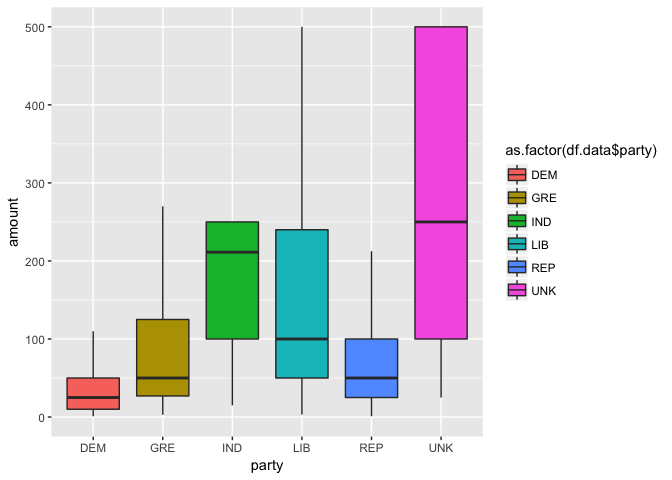 500
400
300
200
100
0
amount
DEM GRE IND LIB REP UNK
party
as.factor(df.data$party)
DEM
GRE
IND
LIB
REP
UNK